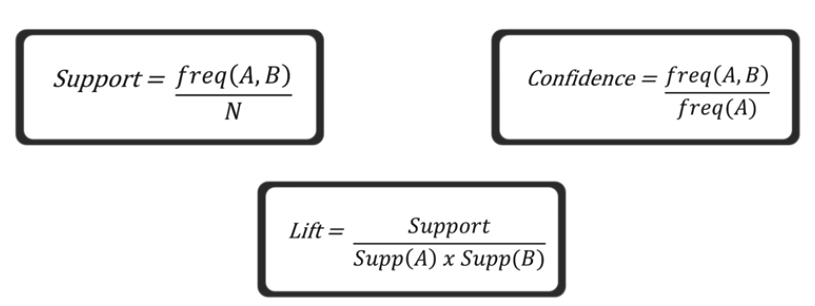 Support = freq(A, B) / N
Confidence = freq(A, B) / freq(A)
Lift = Support / Supp(A) x Supp(B)